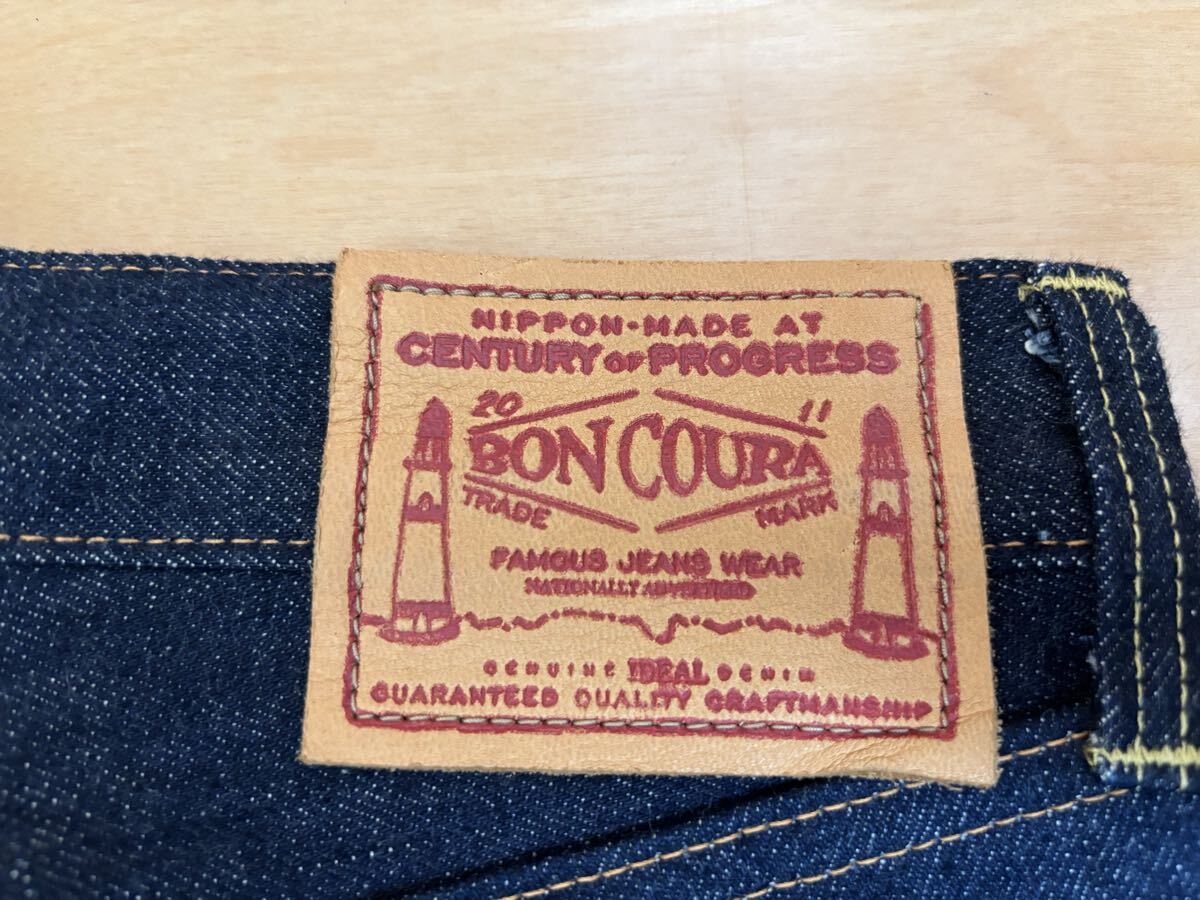 NIPPON-MADE AT
CENTURY OF PROGRESS
20 11
BON COURA
TRADE MARK
FAMOUS JEANS WEAR
NATIONALLY ADVERTISED
GENUINE IDEAL DENIM
GUARANTEED QUALITY CRAFTMANSHIP